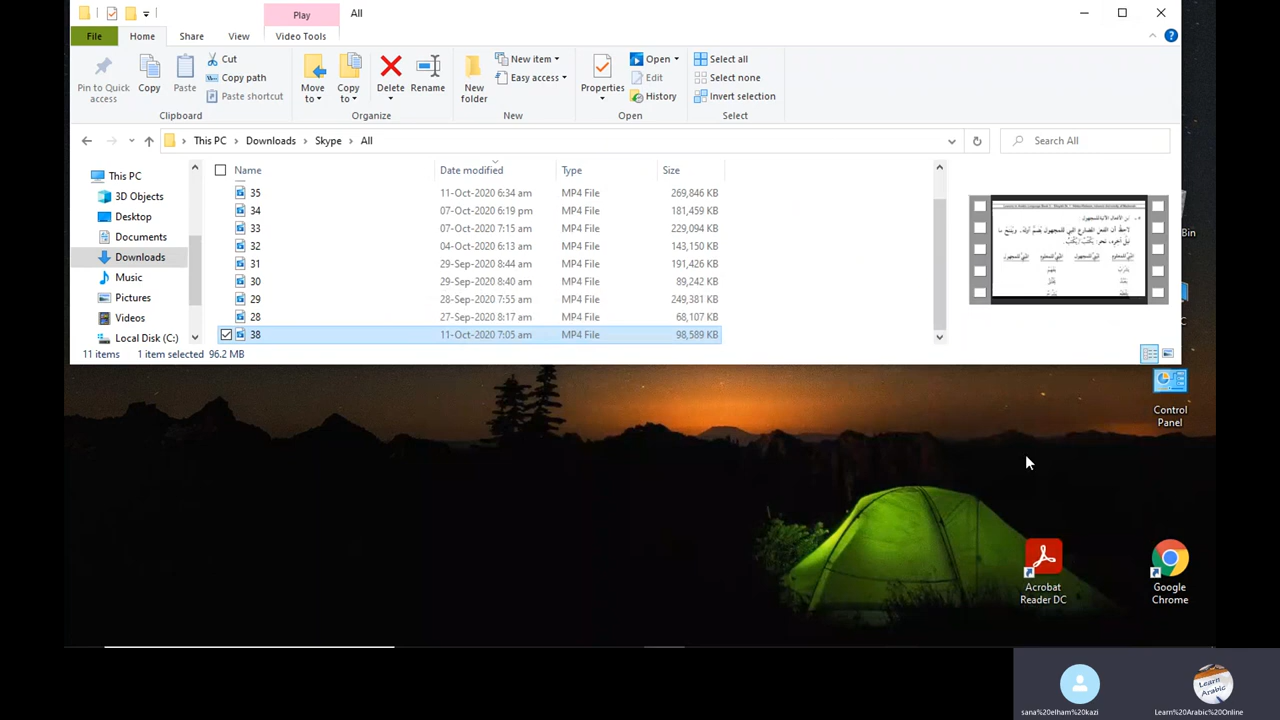 Play
All
File
Home
Share
View
Video Tools
Pin to Quick access
Copy
Paste
Cut
Copy path
Paste shortcut
Clipboard
Move to
Copy to
Delete
Rename
Organize
New folder
New item
Easy access
New
Properties
Open
Edit
History
Open
Select all
Select none
Invert selection
Select
This PC > Downloads > Skype > All
Search All
This PC
3D Objects
Desktop
Documents
Downloads
Music
Pictures
Videos
Local Disk (C:)
Name Date modified Type Size
35 11-Oct-2020 6:34 am MP4 File 269,846 KB
34 07-Oct-2020 6:19 pm MP4 File 181,459 KB
33 07-Oct-2020 7:15 am MP4 File 229,094 KB
32 04-Oct-2020 6:13 am MP4 File 143,150 KB
31 29-Sep-2020 8:44 am MP4 File 191,426 KB
30 29-Sep-2020 8:40 am MP4 File 89,242 KB
29 28-Sep-2020 7:55 am MP4 File 249,381 KB
28 27-Sep-2020 8:17 am MP4 File 68,107 KB
38 11-Oct-2020 7:05 am MP4 File 98,589 KB
11 items 1 item selected 96.2 MB
Bin
C
Control Panel
Acrobat Reader DC
Google Chrome
Learn Arabic
sana%20elham%20kazi
Learn%20Arabic%20Online